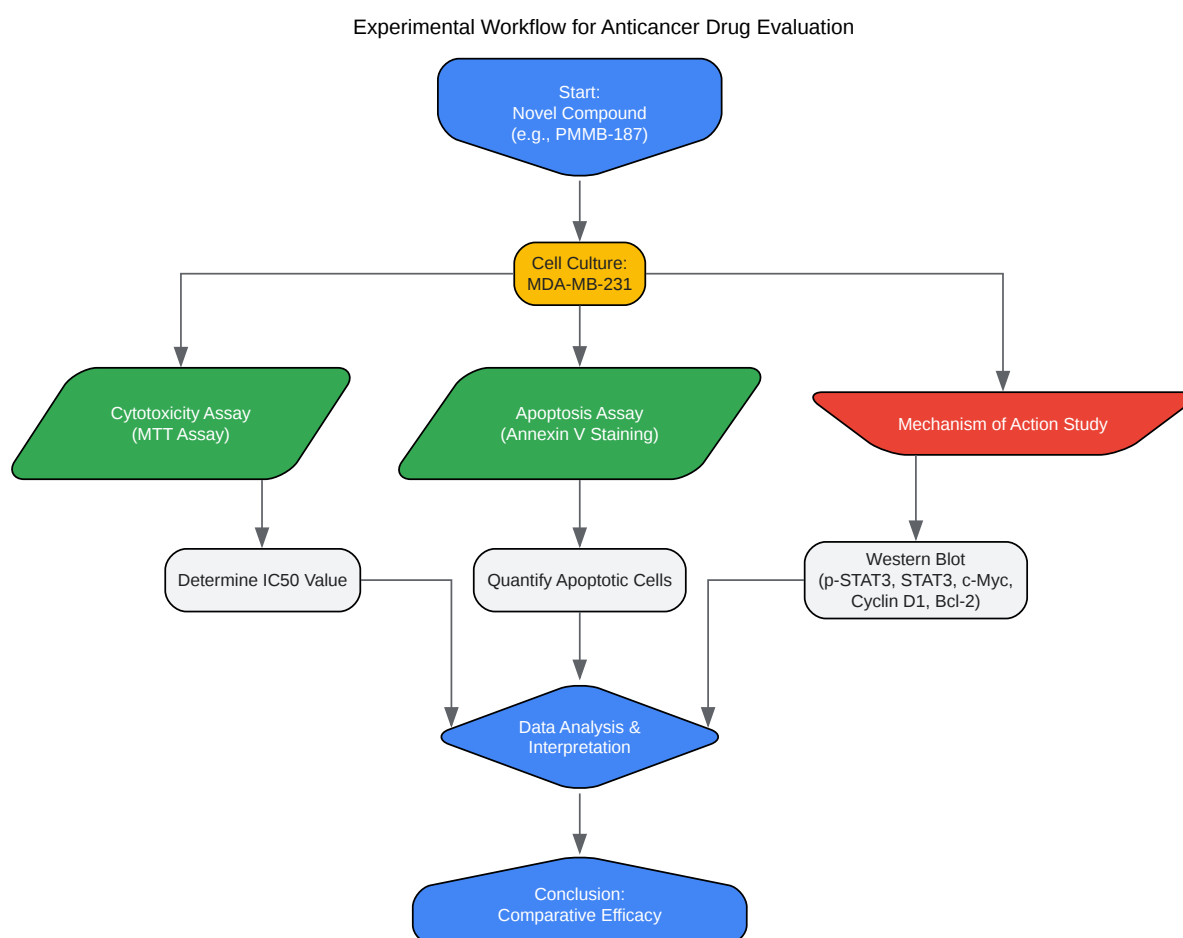 Experimental Workflow for Anticancer Drug Evaluation
Start:
Novel Compound
(e.g., PMMB-187)
Cell Culture:
MDA-MB-231
Cytotoxicity Assay
(MTT Assay)
Apoptosis Assay
(Annexin V Staining)
Mechanism of Action Study
Determine IC50 Value
Quantify Apoptotic Cells
Western Blot
(p-STAT3, STAT3, c-Myc,
Cyclin D1, Bcl-2)
Data Analysis &
Interpretation
Conclusion:
Comparative Efficacy